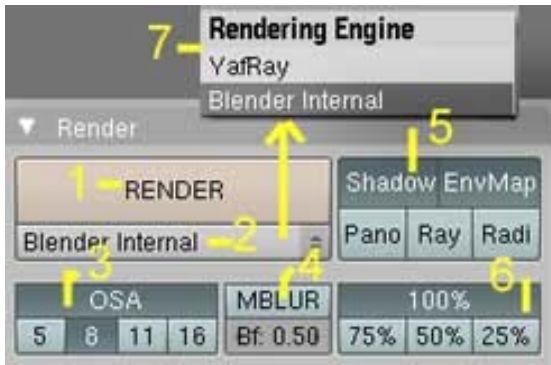 7
Rendering Engine
YafRay
Blender Internal
Render
5
1 RENDER
Shadow EnvMap
Blender Internal 2
Pano Ray Radi
3 4 6
OSA MBLUR 100%
5 8 11 16 Bf: 0.50 75% 50% 25%